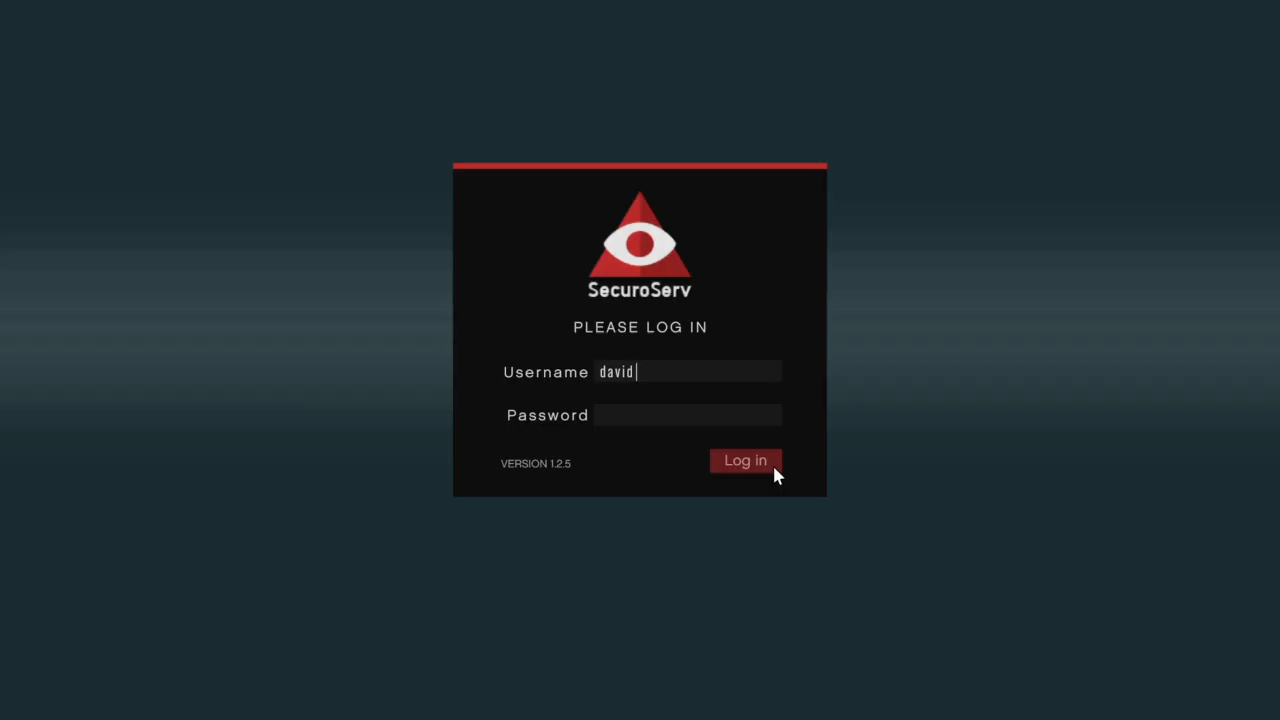 SecuroServ
PLEASE LOG IN
Username david
Password
VERSION 1.2.5
Log in